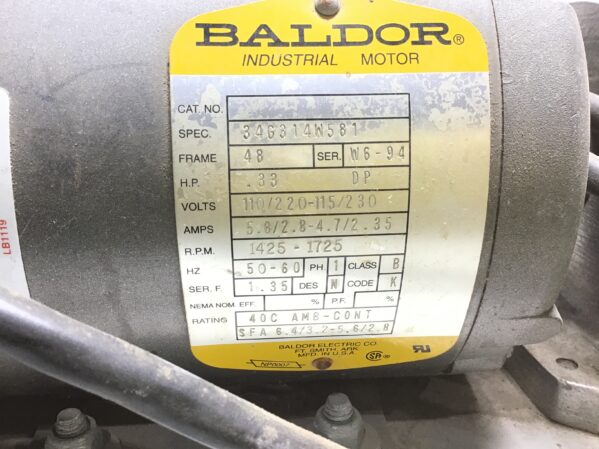 BALDOR®
INDUSTRIAL MOTOR
CAT. NO.
SPEC. 34G314W581
FRAME 48 SER. W6-94
H.P. .33 DP
VOLTS 110/220-115/230
AMPS 5.8/2.8-4.7/2.35
R.P.M. 1425-1725
HZ 50-60 PH. 1 CLASS B
SER. F. 1.35 DES N CODE K
NEMA NOM. EFF. % P.F. %
RATING 40C AMB-CONT
SFA 6.4/3.2-5.6/2.8
BALDOR ELECTRIC CO.
FT. SMITH, ARK.
MFD. IN U.S.A.
NP0007
LB1119